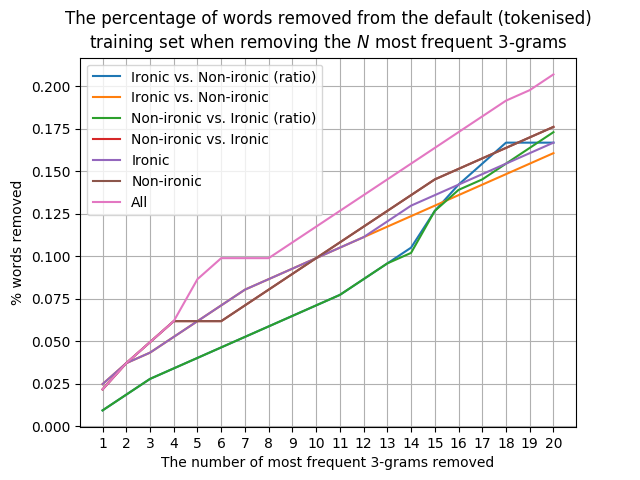 The percentage of words removed from the default (tokenised)
training set when removing the N most frequent 3-grams
Ironic vs. Non-ironic (ratio)
Ironic vs. Non-ironic
Non-ironic vs. Ironic (ratio)
Non-ironic vs. Ironic
Ironic
Non-ironic
All
% words removed
0.200
0.175
0.150
0.125
0.100
0.075
0.050
0.025
0.000
1 2 3 4 5 6 7 8 9 10 11 12 13 14 15 16 17 18 19 20
The number of most frequent 3-grams removed